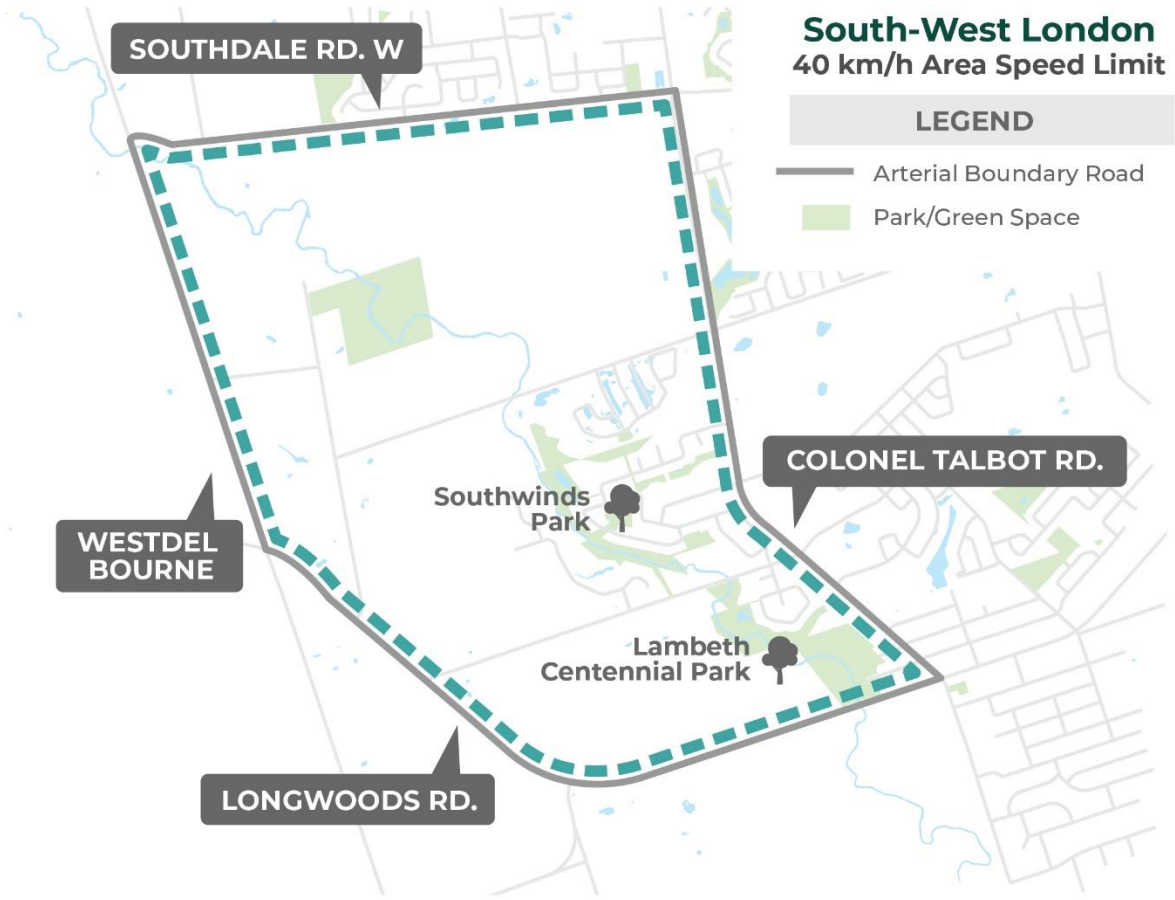 South-West London
40 km/h Area Speed Limit
LEGEND
Arterial Boundary Road
Park/Green Space
SOUTHDALE RD. W
COLONEL TALBOT RD.
Southwinds
Park
WESTDEL
BOURNE
Lambeth
Centennial Park
LONGWOODS RD.